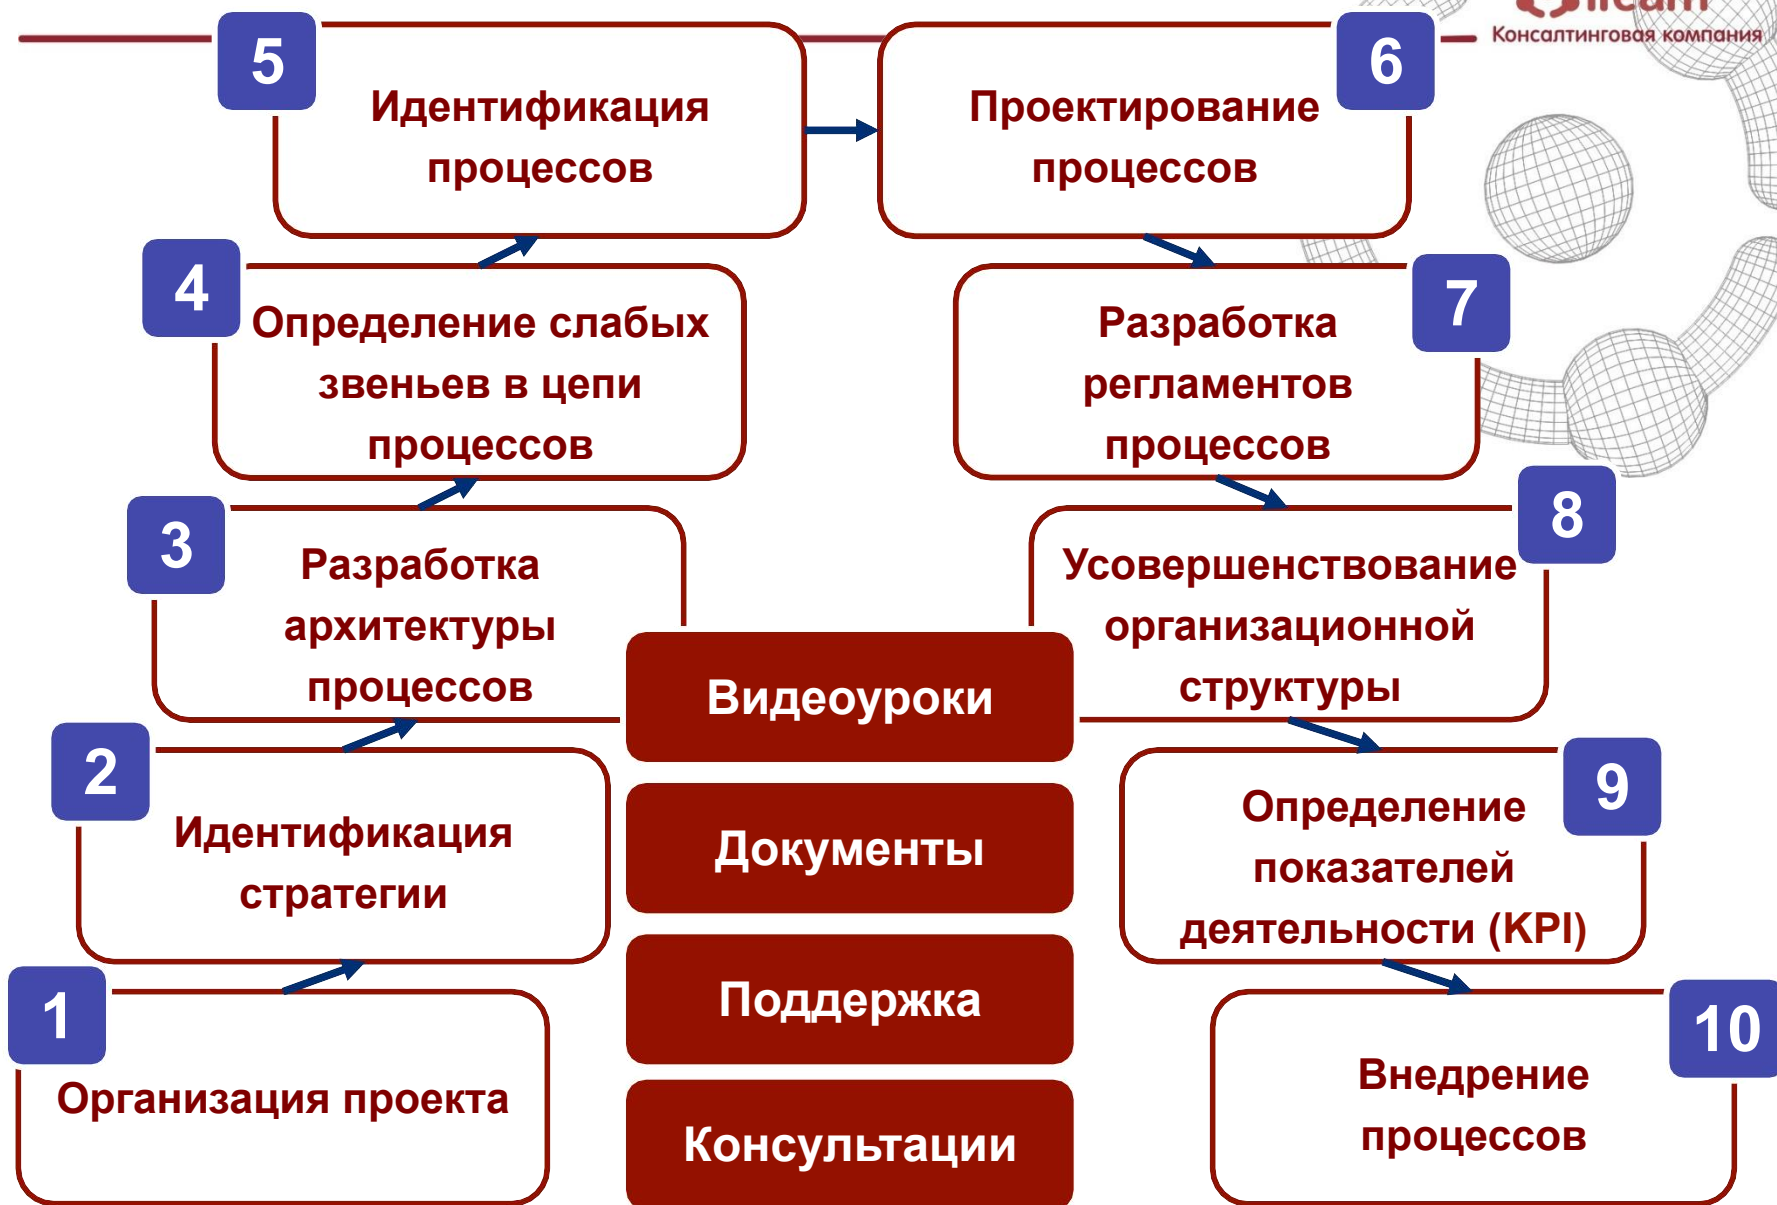 Консалтинговая компания
5
Идентификация
процессов
6
Проектирование
процессов
4
Определение слабых
звеньев в цепи
процессов
7
Разработка
регламентов
процессов
3
Разработка
архитектуры
процессов
8
Усовершенствование
организационной
структуры
Видеоуроки
2
Идентификация
стратегии
Документы
9
Определение
показателей
деятельности (KPI)
Поддержка
1
Организация проекта
Консультации
10
Внедрение
процессов